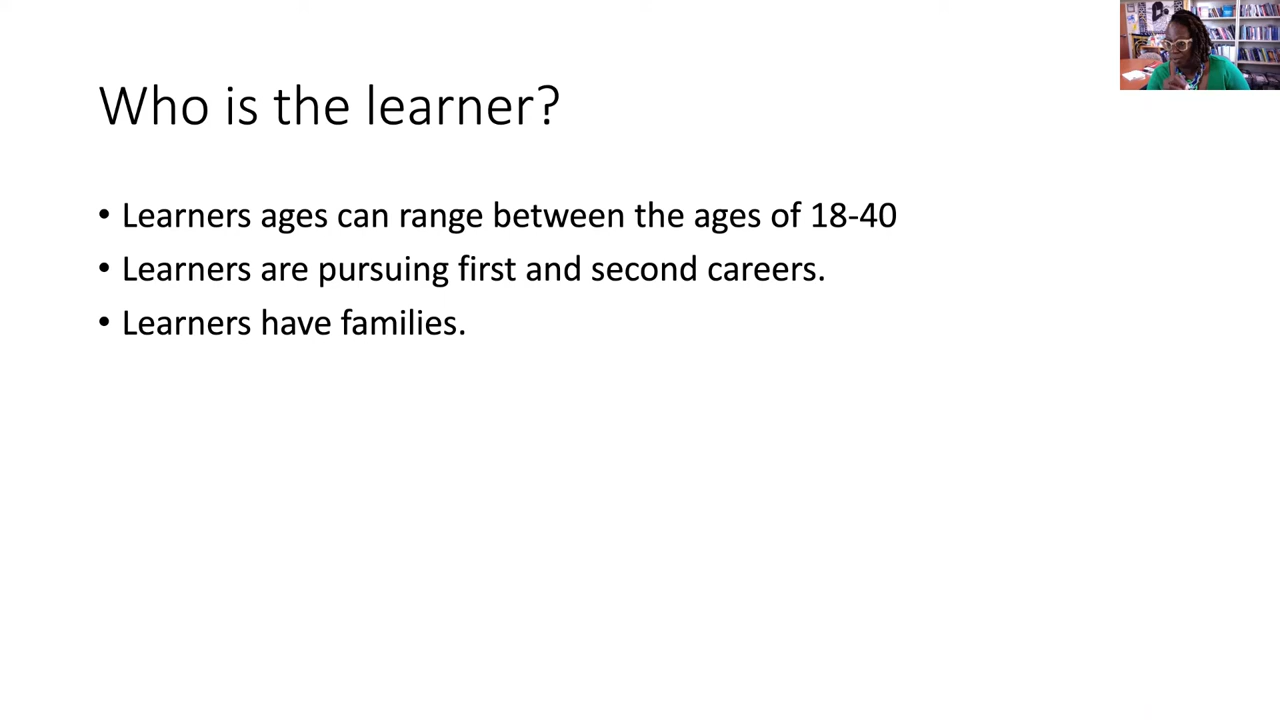 Who is the learner?
• Learners ages can range between the ages of 18-40
• Learners are pursuing first and second careers.
• Learners have families.